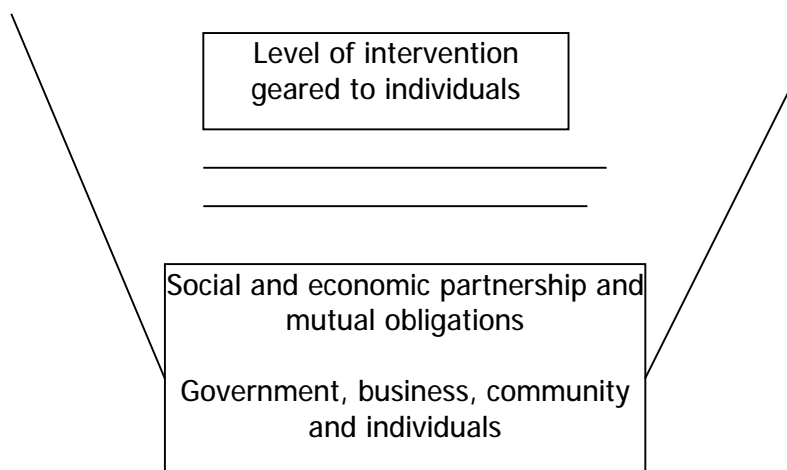 Level of intervention
geared to individuals
Social and economic partnership and
mutual obligations
Government, business, community
and individuals